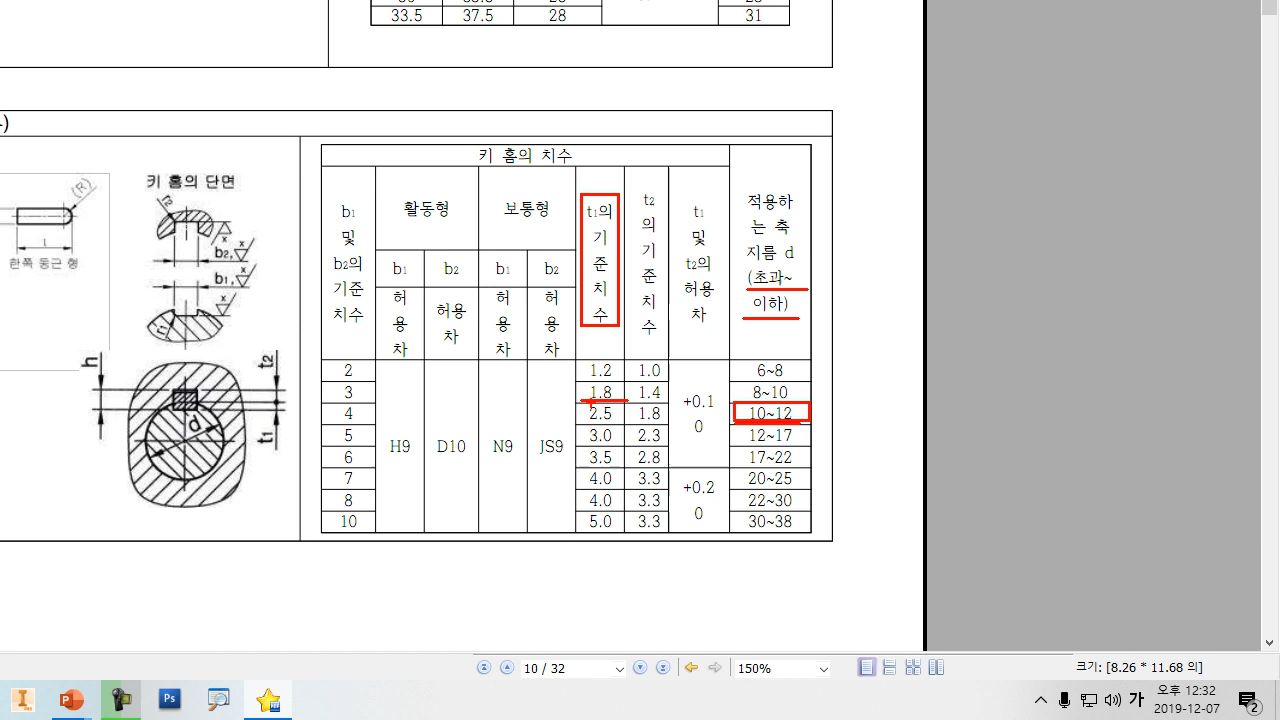 33.5 37.5 28 31
키 홈의 단면
r2
b2,
x
b1,
x
x
r1
(R)
l
한쪽 둥근 형
h
t2
d
t1
키 홈의 치수
b1
및
b2의
기준
치수
활동형
보통형
t1의
기
준
치
수
t2
의
기
준
치
수
t1
및
t2의
허용
차
적용하
는 축
지름 d
(초과~
이하)
b1 b2 b1 b2
허
용
차
허용
차
허
용
차
허
용
차
2 1.2 1.0 6~8
3 1.8 1.4 8~10
4 2.5 1.8 10~12
5 3.0 2.3 12~17
6 3.5 2.8 17~22
7 4.0 3.3 20~25
8 4.0 3.3 22~30
10 5.0 3.3 30~38
H9 D10 N9 JS9
+0.1
0
+0.2
0
10 / 32 150% 크기: [8.26 * 11.68 의]
Ps
가
오후 12:32
2019-12-07
2